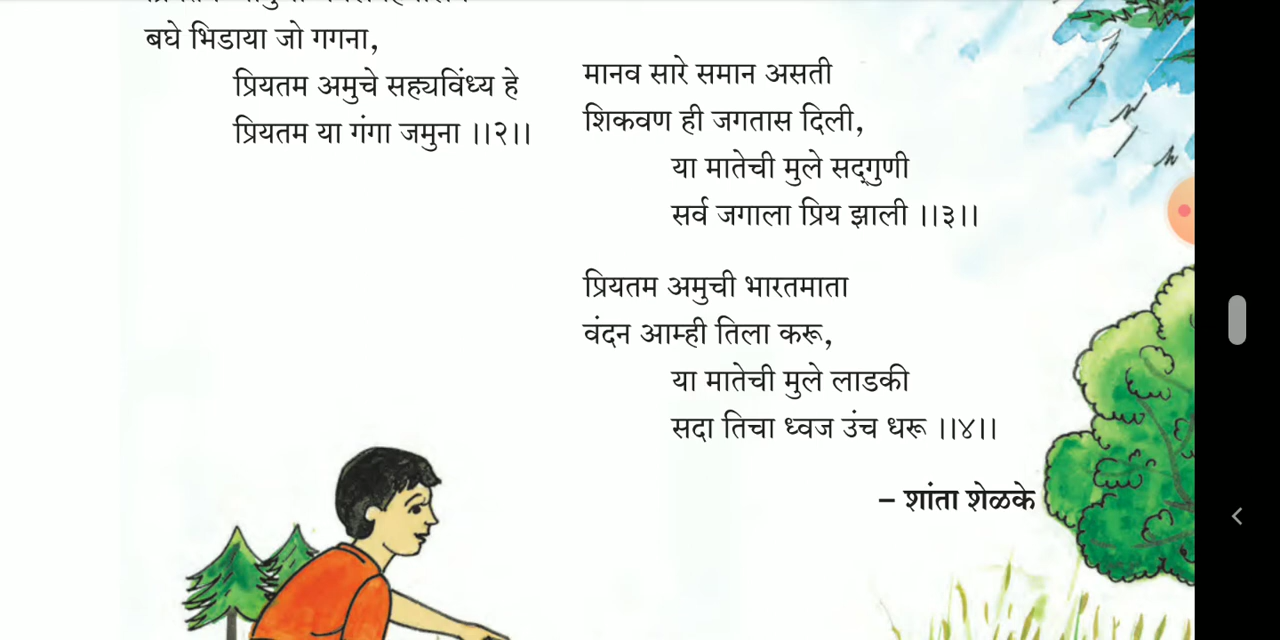 बघे भिडाया जो गगना,
प्रियतम अमुचे सह्यविंध्य हे
प्रियतम या गंगा जमुना ।।२।।
मानव सारे समान असती
शिकवण ही जगतास दिली,
या मातेची मुले सद्‌गुणी
सर्व जगाला प्रिय झाली ।।३।।
प्रियतम अमुची भारतमाता
वंदन आम्ही तिला करू,
या मातेची मुले लाडकी
सदा तिचा ध्वज उंच धरू ।।४।।
– शांता शेळके